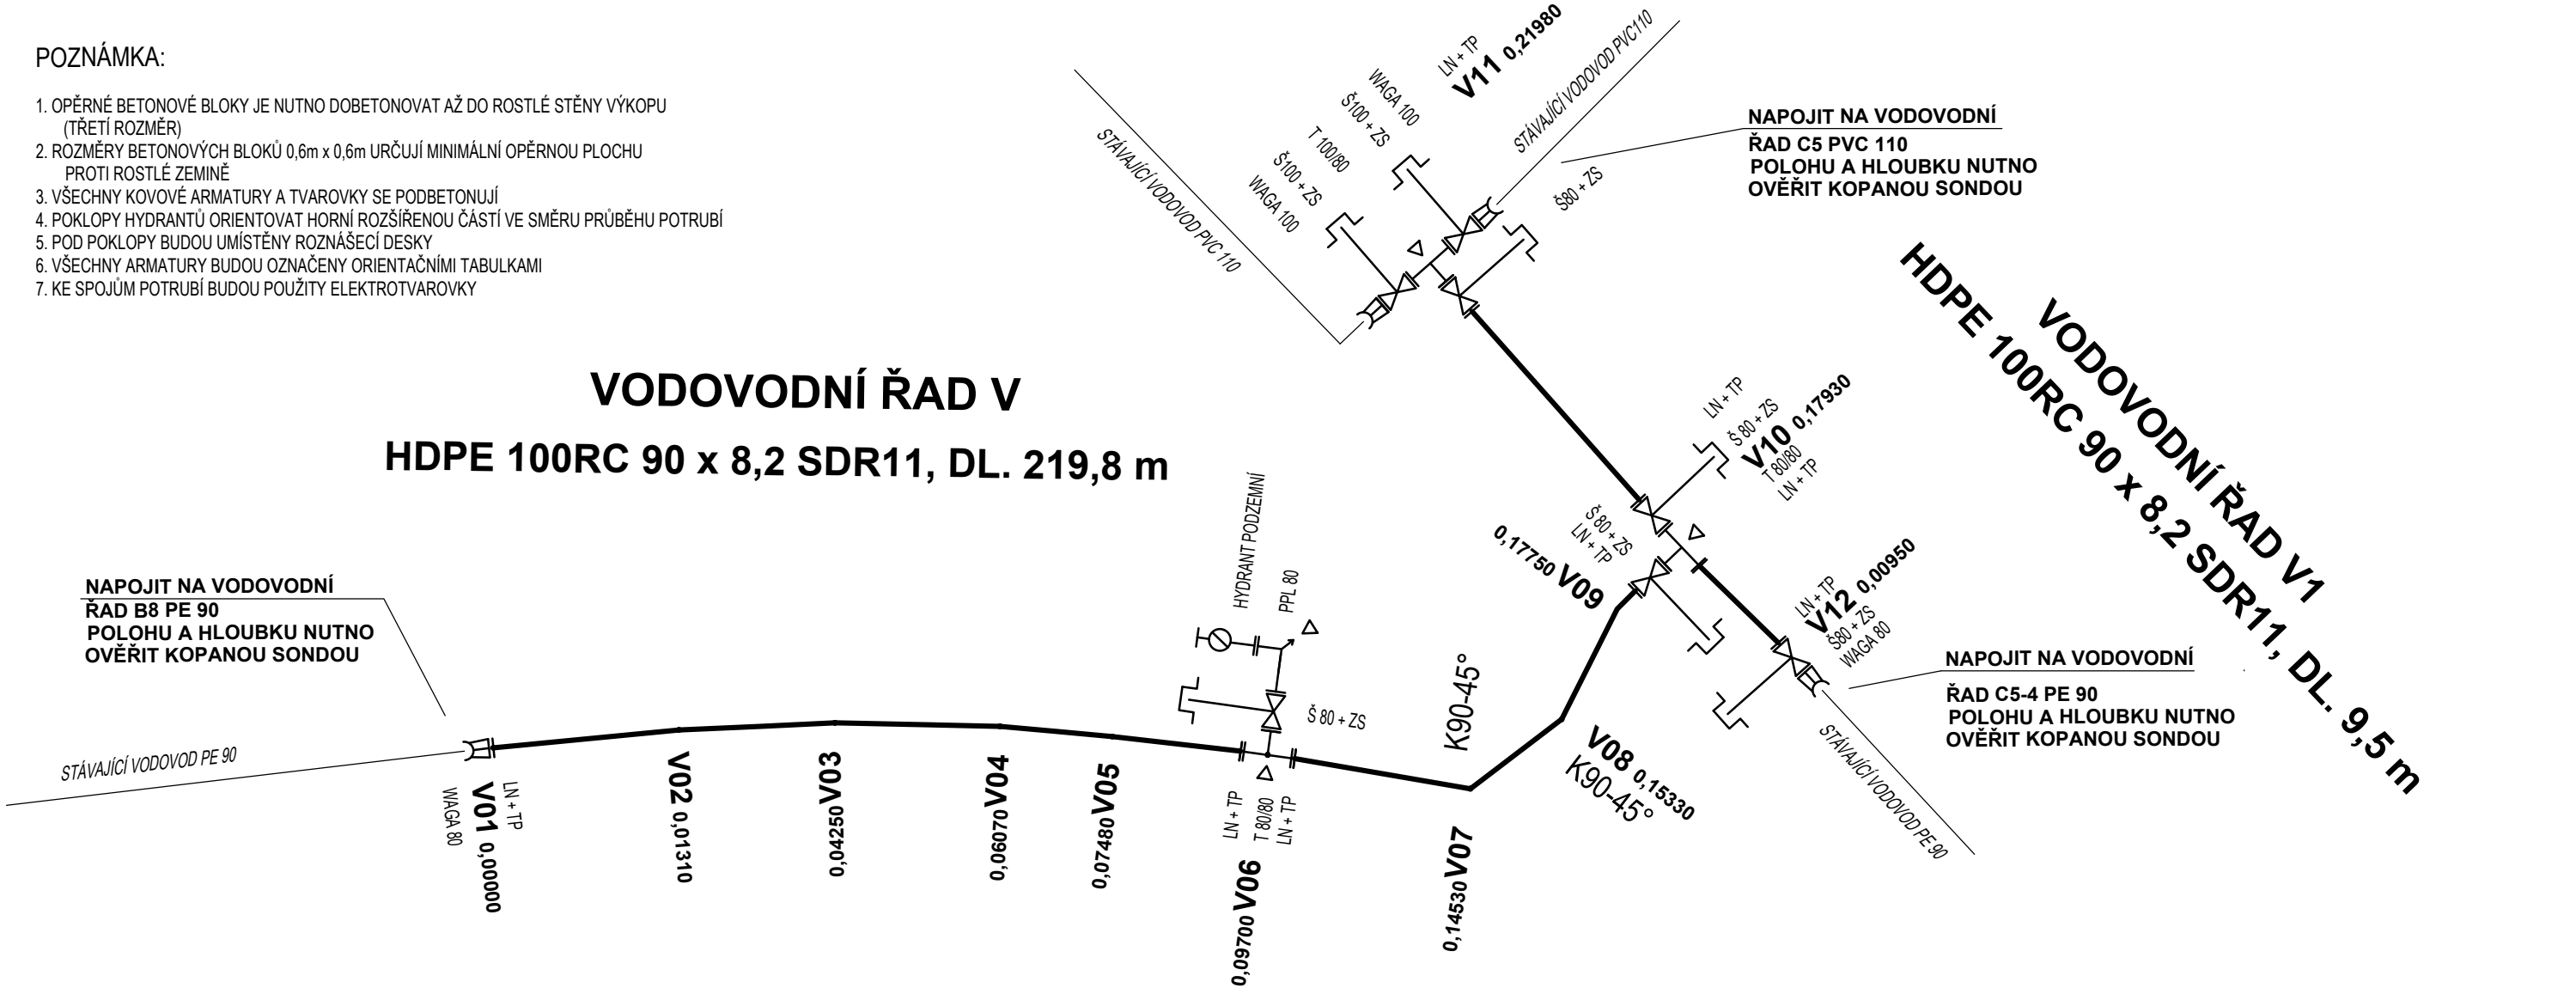 POZNÁMKA:
1. OPĚRNÉ BETONOVÉ BLOKY JE NUTNO DOBETONOVAT AŽ DO ROSTLÉ STĚNY VÝKOPU
(TŘETÍ ROZMĚR)
2. ROZMĚRY BETONOVÝCH BLOKŮ 0,6m x 0,6m URČUJÍ MINIMÁLNÍ OPĚRNOU PLOCHU
PROTI ROSTLÉ ZEMINĚ
3. VŠECHNY KOVOVÉ ARMATURY A TVAROVKY SE PODBETONUJÍ
4. POKLOPY HYDRANTŮ ORIENTOVAT HORNÍ ROZŠÍŘENOU ČÁSTÍ VE SMĚRU PRŮBĚHU POTRUBÍ
5. POD POKLOPY BUDOU UMÍSTĚNY ROZNÁŠECÍ DESKY
6. VŠECHNY ARMATURY BUDOU OZNAČENY ORIENTAČNÍMI TABULKAMI
7. KE SPOJŮM POTRUBÍ BUDOU POUŽITY ELEKTROTVAROVKY
VODOVODNÍ ŘAD V
HDPE 100RC 90 x 8,2 SDR11, DL. 219,8 m
NAPOJIT NA VODOVODNÍ
ŘAD B8 PE 90
POLOHU A HLOUBKU NUTNO
OVĚŘIT KOPANOU SONDOU
STÁVAJÍCÍ VODOVOD PE 90
WAGA 80
V01 0,00000
LN + TP
V02 0,01310
0,04250 V03
0,06070 V04
0,07480 V05
HYDRANT PODZEMNÍ
PPL 80
Š 80 + ZS
LN + TP
T 80/80
LN + TP
0,09700 V06
K90-45°
0,14530 V07
V08 0,15330
K90-45°
0,17750 V09
Š 80 + ZS
LN + TP
LN + TP
Š 80 + ZS
V10 0,17930
T 80/80
LN + TP
STÁVAJÍCÍ VODOVOD PVC 110
WAGA 100
Š100 + ZS
T 100/80
Š100 + ZS
WAGA 100
LN + TP
V11 0,21980
STÁVAJÍCÍ VODOVOD PVC110
Š80 + ZS
NAPOJIT NA VODOVODNÍ
ŘAD C5 PVC 110
POLOHU A HLOUBKU NUTNO
OVĚŘIT KOPANOU SONDOU
VODOVODNÍ ŘAD V1
HDPE 100RC 90 x 8,2 SDR11, DL. 9,5 m
LN + TP
V12 0,00950
Š80 + ZS
WAGA 80
STÁVAJÍCÍ VODOVOD PE 90
NAPOJIT NA VODOVODNÍ
ŘAD C5-4 PE 90
POLOHU A HLOUBKU NUTNO
OVĚŘIT KOPANOU SONDOU